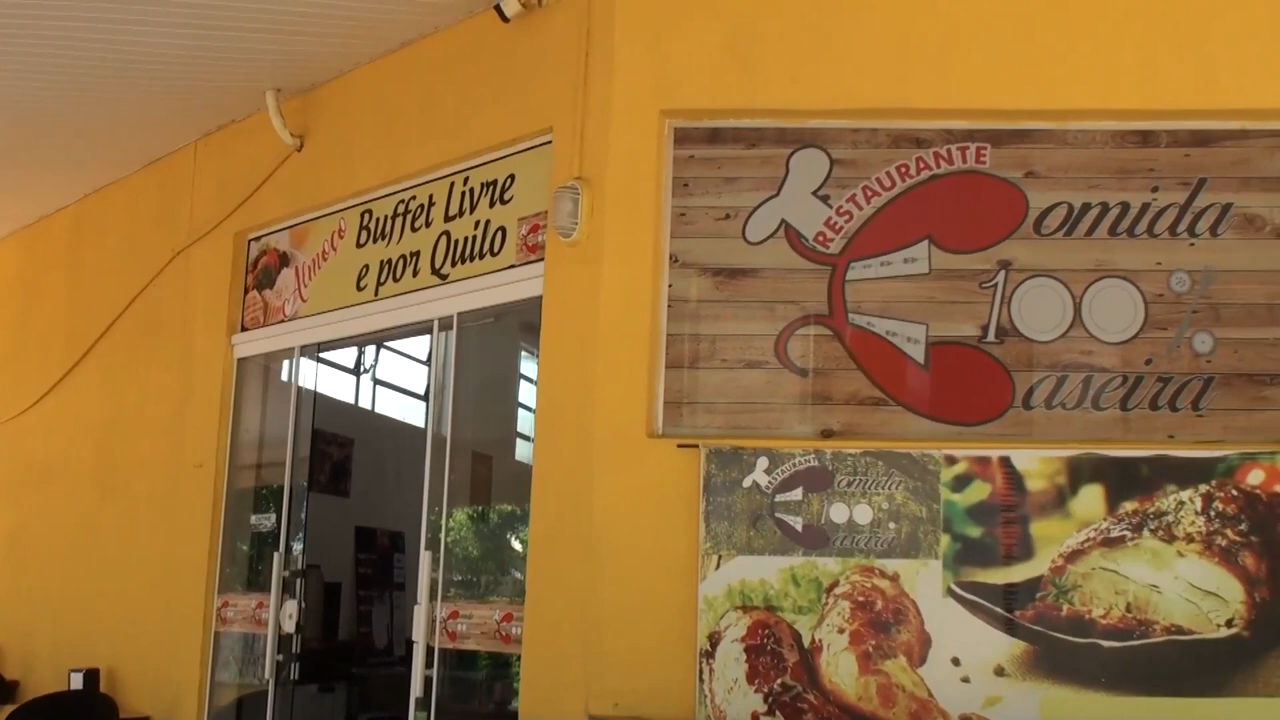 Almoço
Buffet Livre
e por Quilo
RESTAURANTE
Comida
100%
Caseira
RESTAURANTE
Comida
100%
Caseira